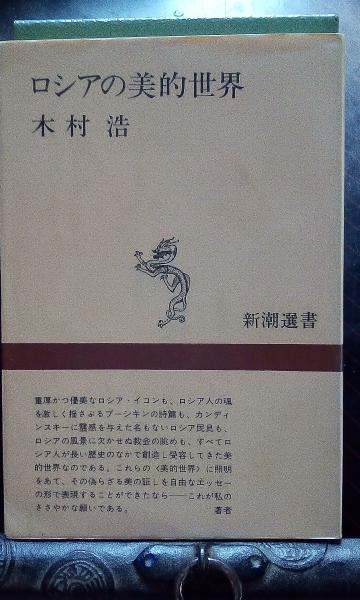 ロシアの美的世界
木村 浩
新潮選書
重厚かつ優美なロシア・イコンも、ロシア人の魂
を激しく揺さぶるプーシキンの詩篇も、カンディ
ンスキーに霊感を与えた名もないロシア民具も、
ロシアの風景に欠かせぬ教会の眺めも、すべてロ
シア人が長い歴史のなかで創造し受容してきた美
的世界なのである。これらの〈美的世界〉に照明
をあて、その偽らざる美の証しを自由なエッセー
の形で表現することができたなら――これが私の
ささやかな願いである。 著者